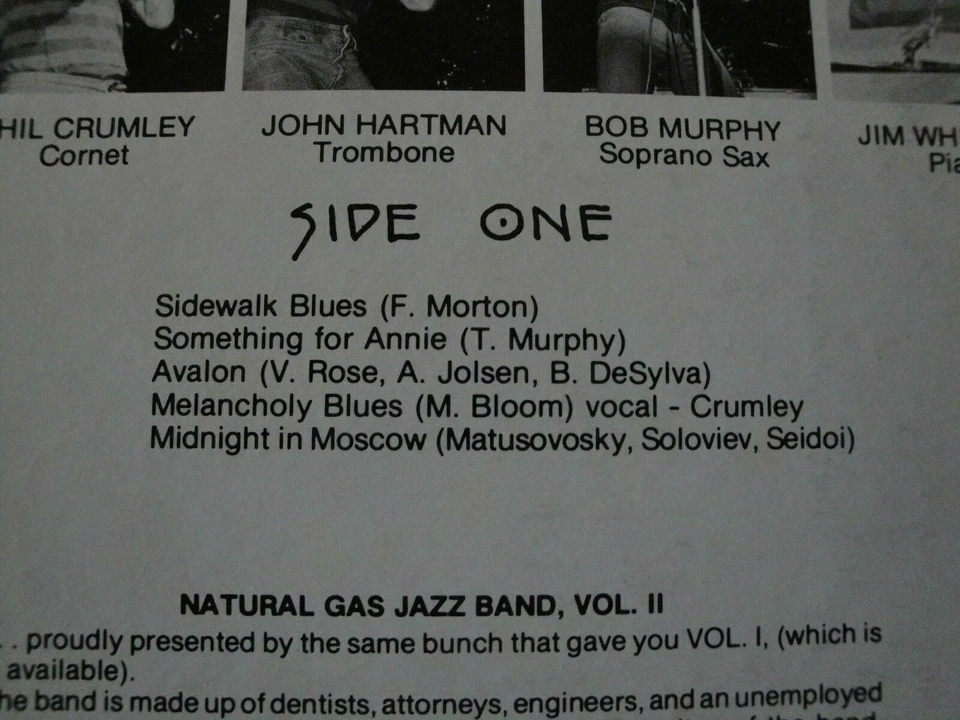 HIL CRUMLEY JOHN HARTMAN BOB MURPHY JIM WH
Cornet Trombone Soprano Sax Pia
SIDE ONE
Sidewalk Blues (F. Morton)
Something for Annie (T. Murphy)
Avalon (V. Rose, A. Jolsen, B. DeSylva)
Melancholy Blues (M. Bloom) vocal - Crumley
Midnight in Moscow (Matusovosky, Soloviev, Seidoi)
NATURAL GAS JAZZ BAND, VOL. II
. . proudly presented by the same bunch that gave you VOL. I, (which is
available).
he band is made up of dentists, attorneys, engineers, and an unemployed